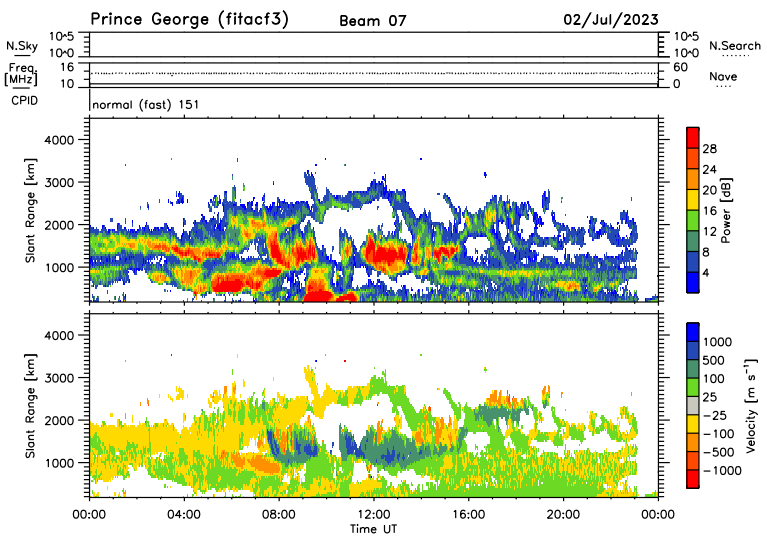 Prince George (fitacf3) Beam 07 02/Jul/2023
10^5 10^5
N.Sky N.Search
10^0 10^0
Freq 16 60
[MHz] Nave
10 0
CPID
normal (fast) 151
4000
3000
2000
1000
Slant Range [km]
28
24
20
16
12
8
4
Power [dB]
4000
3000
2000
1000
Slant Range [km]
1000
500
100
25
-25
-100
-500
-1000
Velocity [m s⁻¹]
00:00 04:00 08:00 12:00 16:00 20:00 00:00
Time UT